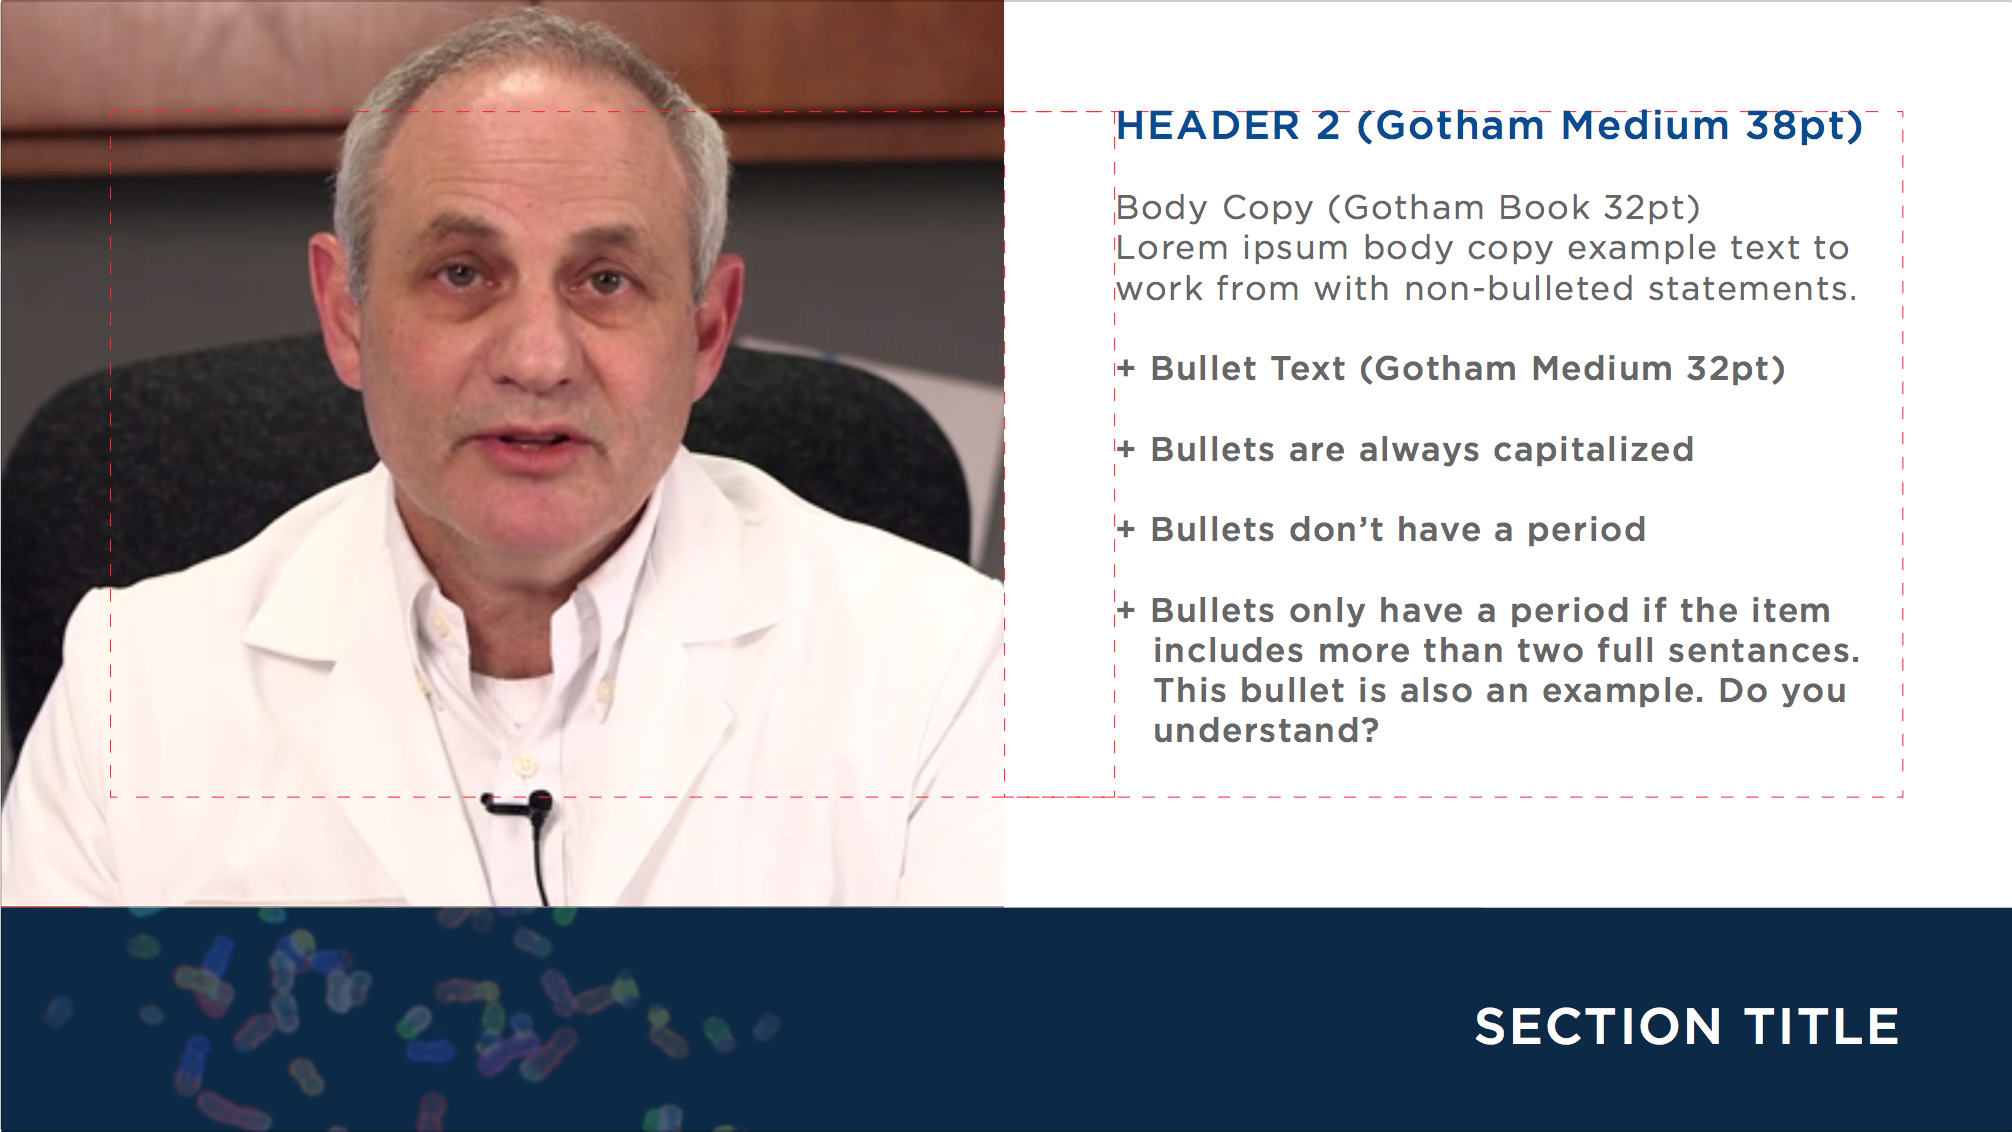 HEADER 2 (Gotham Medium 38pt)
Body Copy (Gotham Book 32pt)
Lorem ipsum body copy example text to
work from with non-bulleted statements.
+ Bullet Text (Gotham Medium 32pt)
+ Bullets are always capitalized
+ Bullets don’t have a period
+ Bullets only have a period if the item
includes more than two full sentances.
This bullet is also an example. Do you
understand?
SECTION TITLE